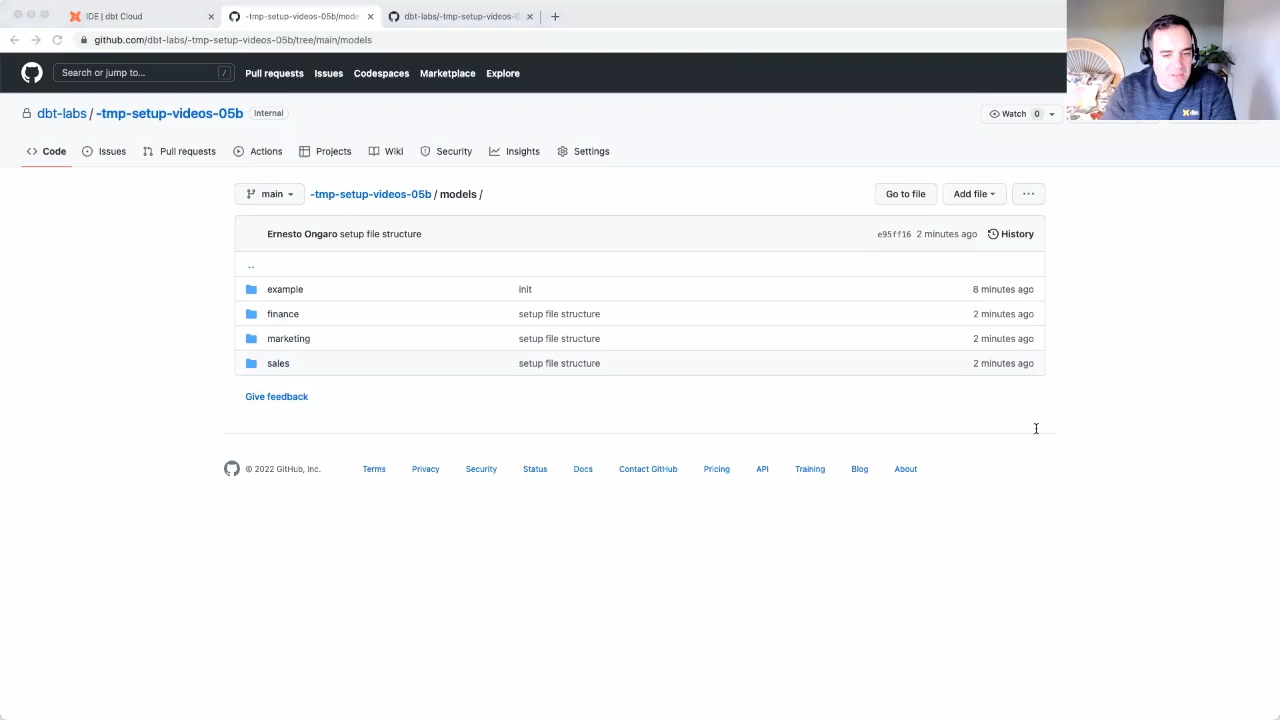 IDE | dbt Cloud
-tmp-setup-videos-05b/mode
dbt-labs/-tmp-setup-videos-0
github.com/dbt-labs/-tmp-setup-videos-05b/tree/main/models
Search or jump to... /
Pull requests Issues Codespaces Marketplace Explore
dbt-labs / -tmp-setup-videos-05b Internal
Watch 0
dbt
Code Issues Pull requests Actions Projects Wiki Security Insights Settings
main -tmp-setup-videos-05b / models / Go to file Add file ...
Ernesto Ongaro setup file structure e95ff16 2 minutes ago History
..
example init 8 minutes ago
finance setup file structure 2 minutes ago
marketing setup file structure 2 minutes ago
sales setup file structure 2 minutes ago
Give feedback
© 2022 GitHub, Inc. Terms Privacy Security Status Docs Contact GitHub Pricing API Training Blog About